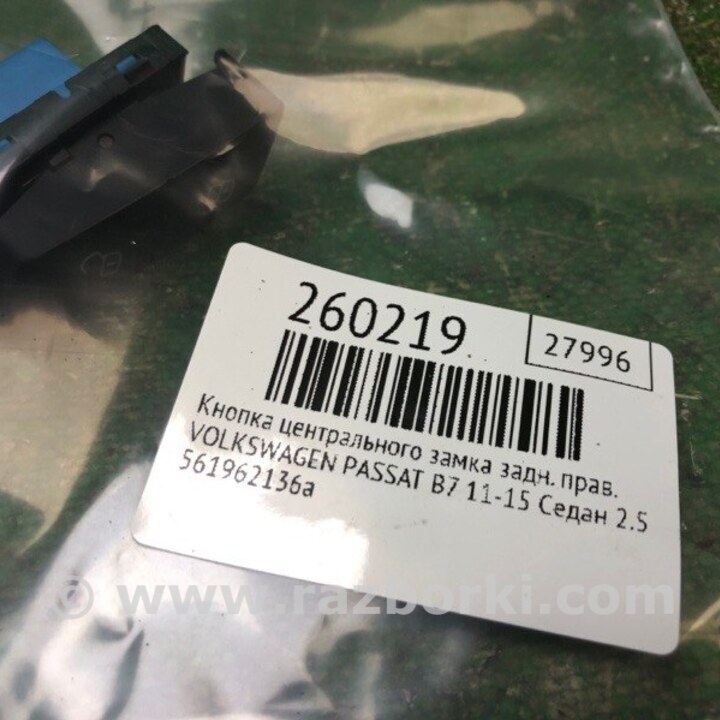 260219
27996
Кнопка центрального замка задн. прав.
VOLKSWAGEN PASSAT B7 11-15 Седан 2.5
561962136a
© www.razborki.com